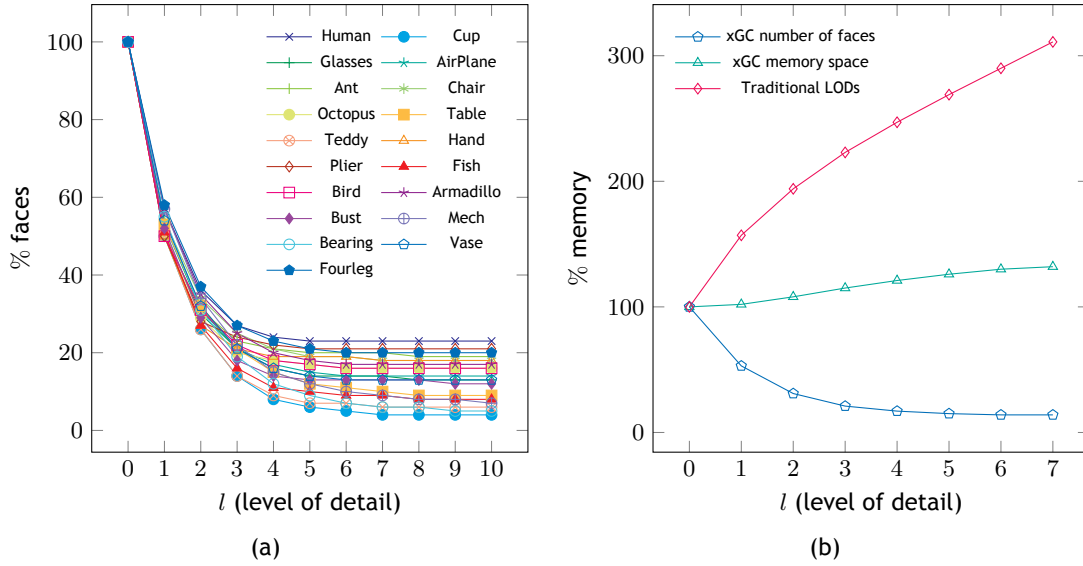 % faces
100
80
60
40
20
0
Human Cup
Glasses AirPlane
Ant Chair
Octopus Table
Teddy Hand
Plier Fish
Bird Armadillo
Bust Mech
Bearing Vase
Fourleg
0 1 2 3 4 5 6 7 8 9 10
l (level of detail)
(a)
% memory
300
200
100
0
xGC number of faces
xGC memory space
Traditional LODs
0 1 2 3 4 5 6 7
l (level of detail)
(b)